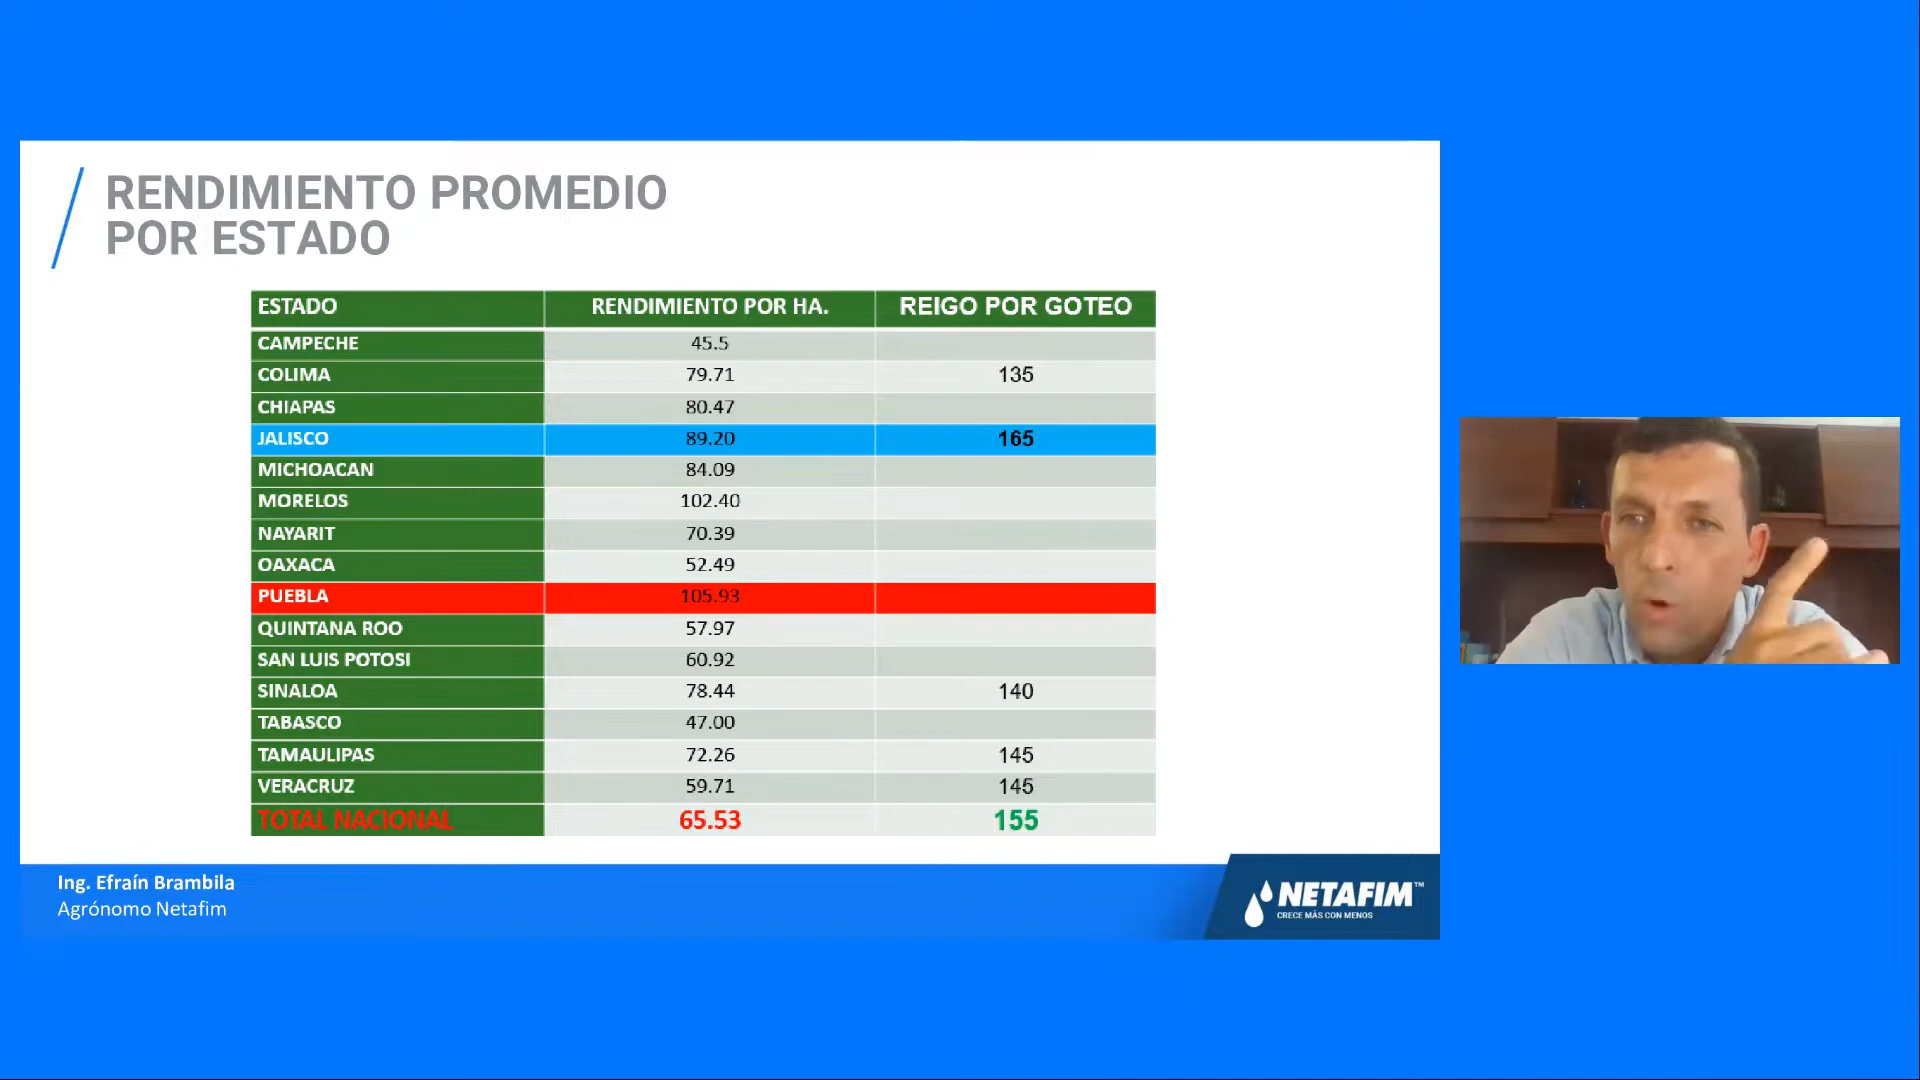 RENDIMIENTO PROMEDIO
POR ESTADO
ESTADO RENDIMIENTO POR HA. REIGO POR GOTEO
CAMPECHE 45.5
COLIMA 79.71 135
CHIAPAS 80.47
JALISCO 89.20 165
MICHOACAN 84.09
MORELOS 102.40
NAYARIT 70.39
OAXACA 52.49
PUEBLA 105.93
QUINTANA ROO 57.97
SAN LUIS POTOSI 60.92
SINALOA 78.44 140
TABASCO 47.00
TAMAULIPAS 72.26 145
VERACRUZ 59.71 145
TOTAL NACIONAL 65.53 155
Ing. Efraín Brambila
Agrónomo Netafim
NETAFIM™
CRECE MÁS CON MENOS